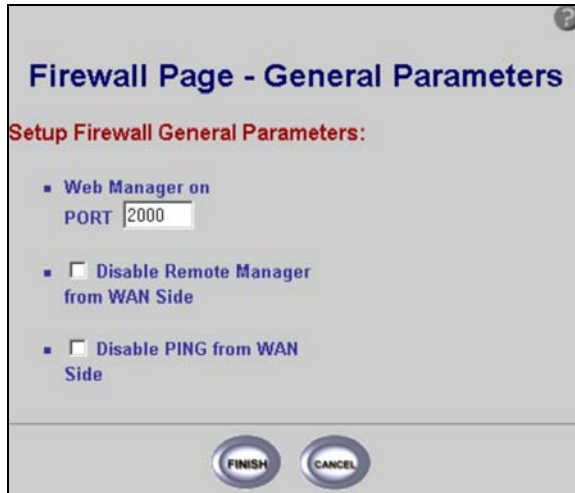 ?
Firewall Page - General Parameters
Setup Firewall General Parameters:
Web Manager on
PORT 2000
Disable Remote Manager
from WAN Side
Disable PING from WAN
Side
FINISH CANCEL